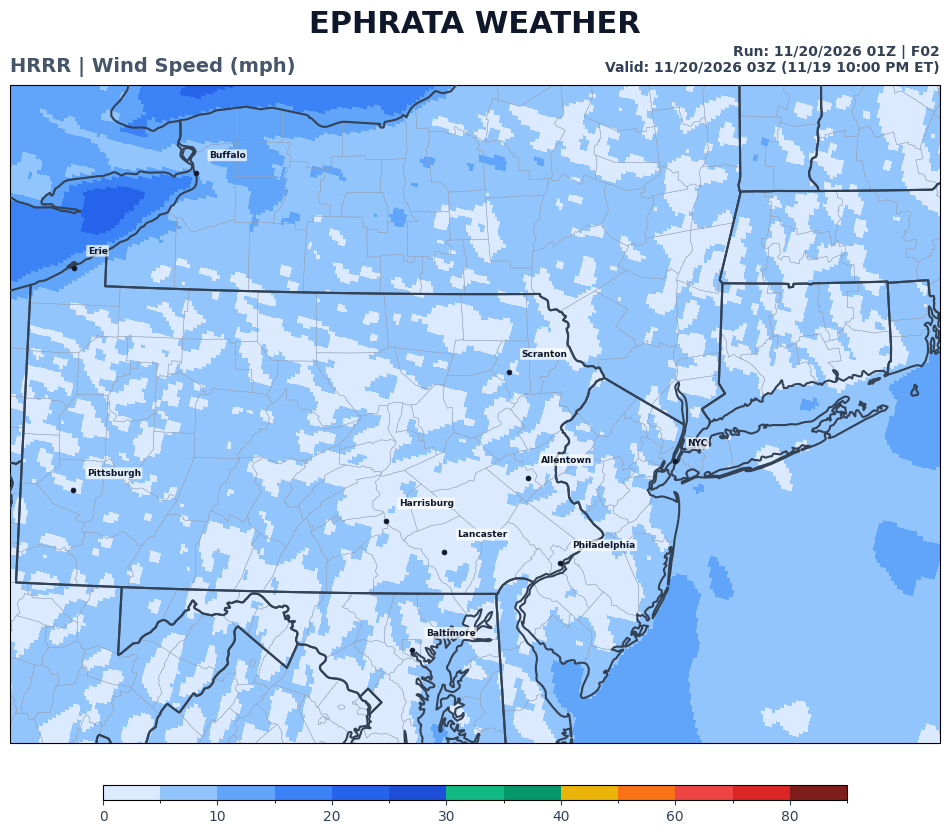 EPHRATA WEATHER
HRRR | Wind Speed (mph)
Run: 11/20/2026 01Z | F02
Valid: 11/20/2026 03Z (11/19 10:00 PM ET)
Buffalo
Erie
Scranton
NYC
Allentown
Pittsburgh
Harrisburg
Lancaster
Philadelphia
Baltimore
0 10 20 30 40 60 80